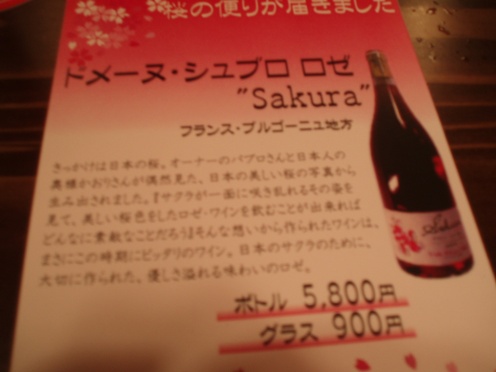 桜の便りが届きました
ドメーヌ・シュブロ ロゼ
"Sakura"
フランス・ブルゴーニュ地方
きっかけは日本の桜。オーナーのパブロさんと日本人の
奥様かおりさんが偶然見た、日本の美しい桜の写真から
生み出されました。『サクラが一面に咲き乱れるその姿を
見て、美しい桜色をしたロゼ・ワインを飲むことが出来れば
どんなに素敵なことだろう』そんな想いから造られたワインは、
まさにこの時期にピッタリのワイン。日本のサクラのために、
大切に作られた、優しさ溢れる味わいのロゼ。
ボトル 5,800円
グラス 900円
Sakura